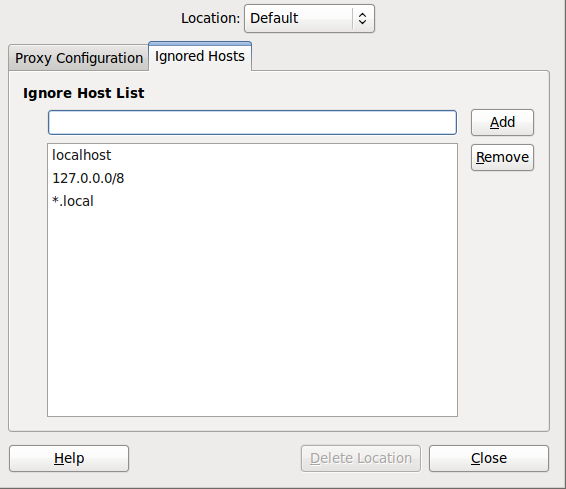 Location: Default
Proxy Configuration Ignored Hosts
Ignore Host List
Add
localhost
Remove
127.0.0.0/8
*.local
Help Delete Location Close